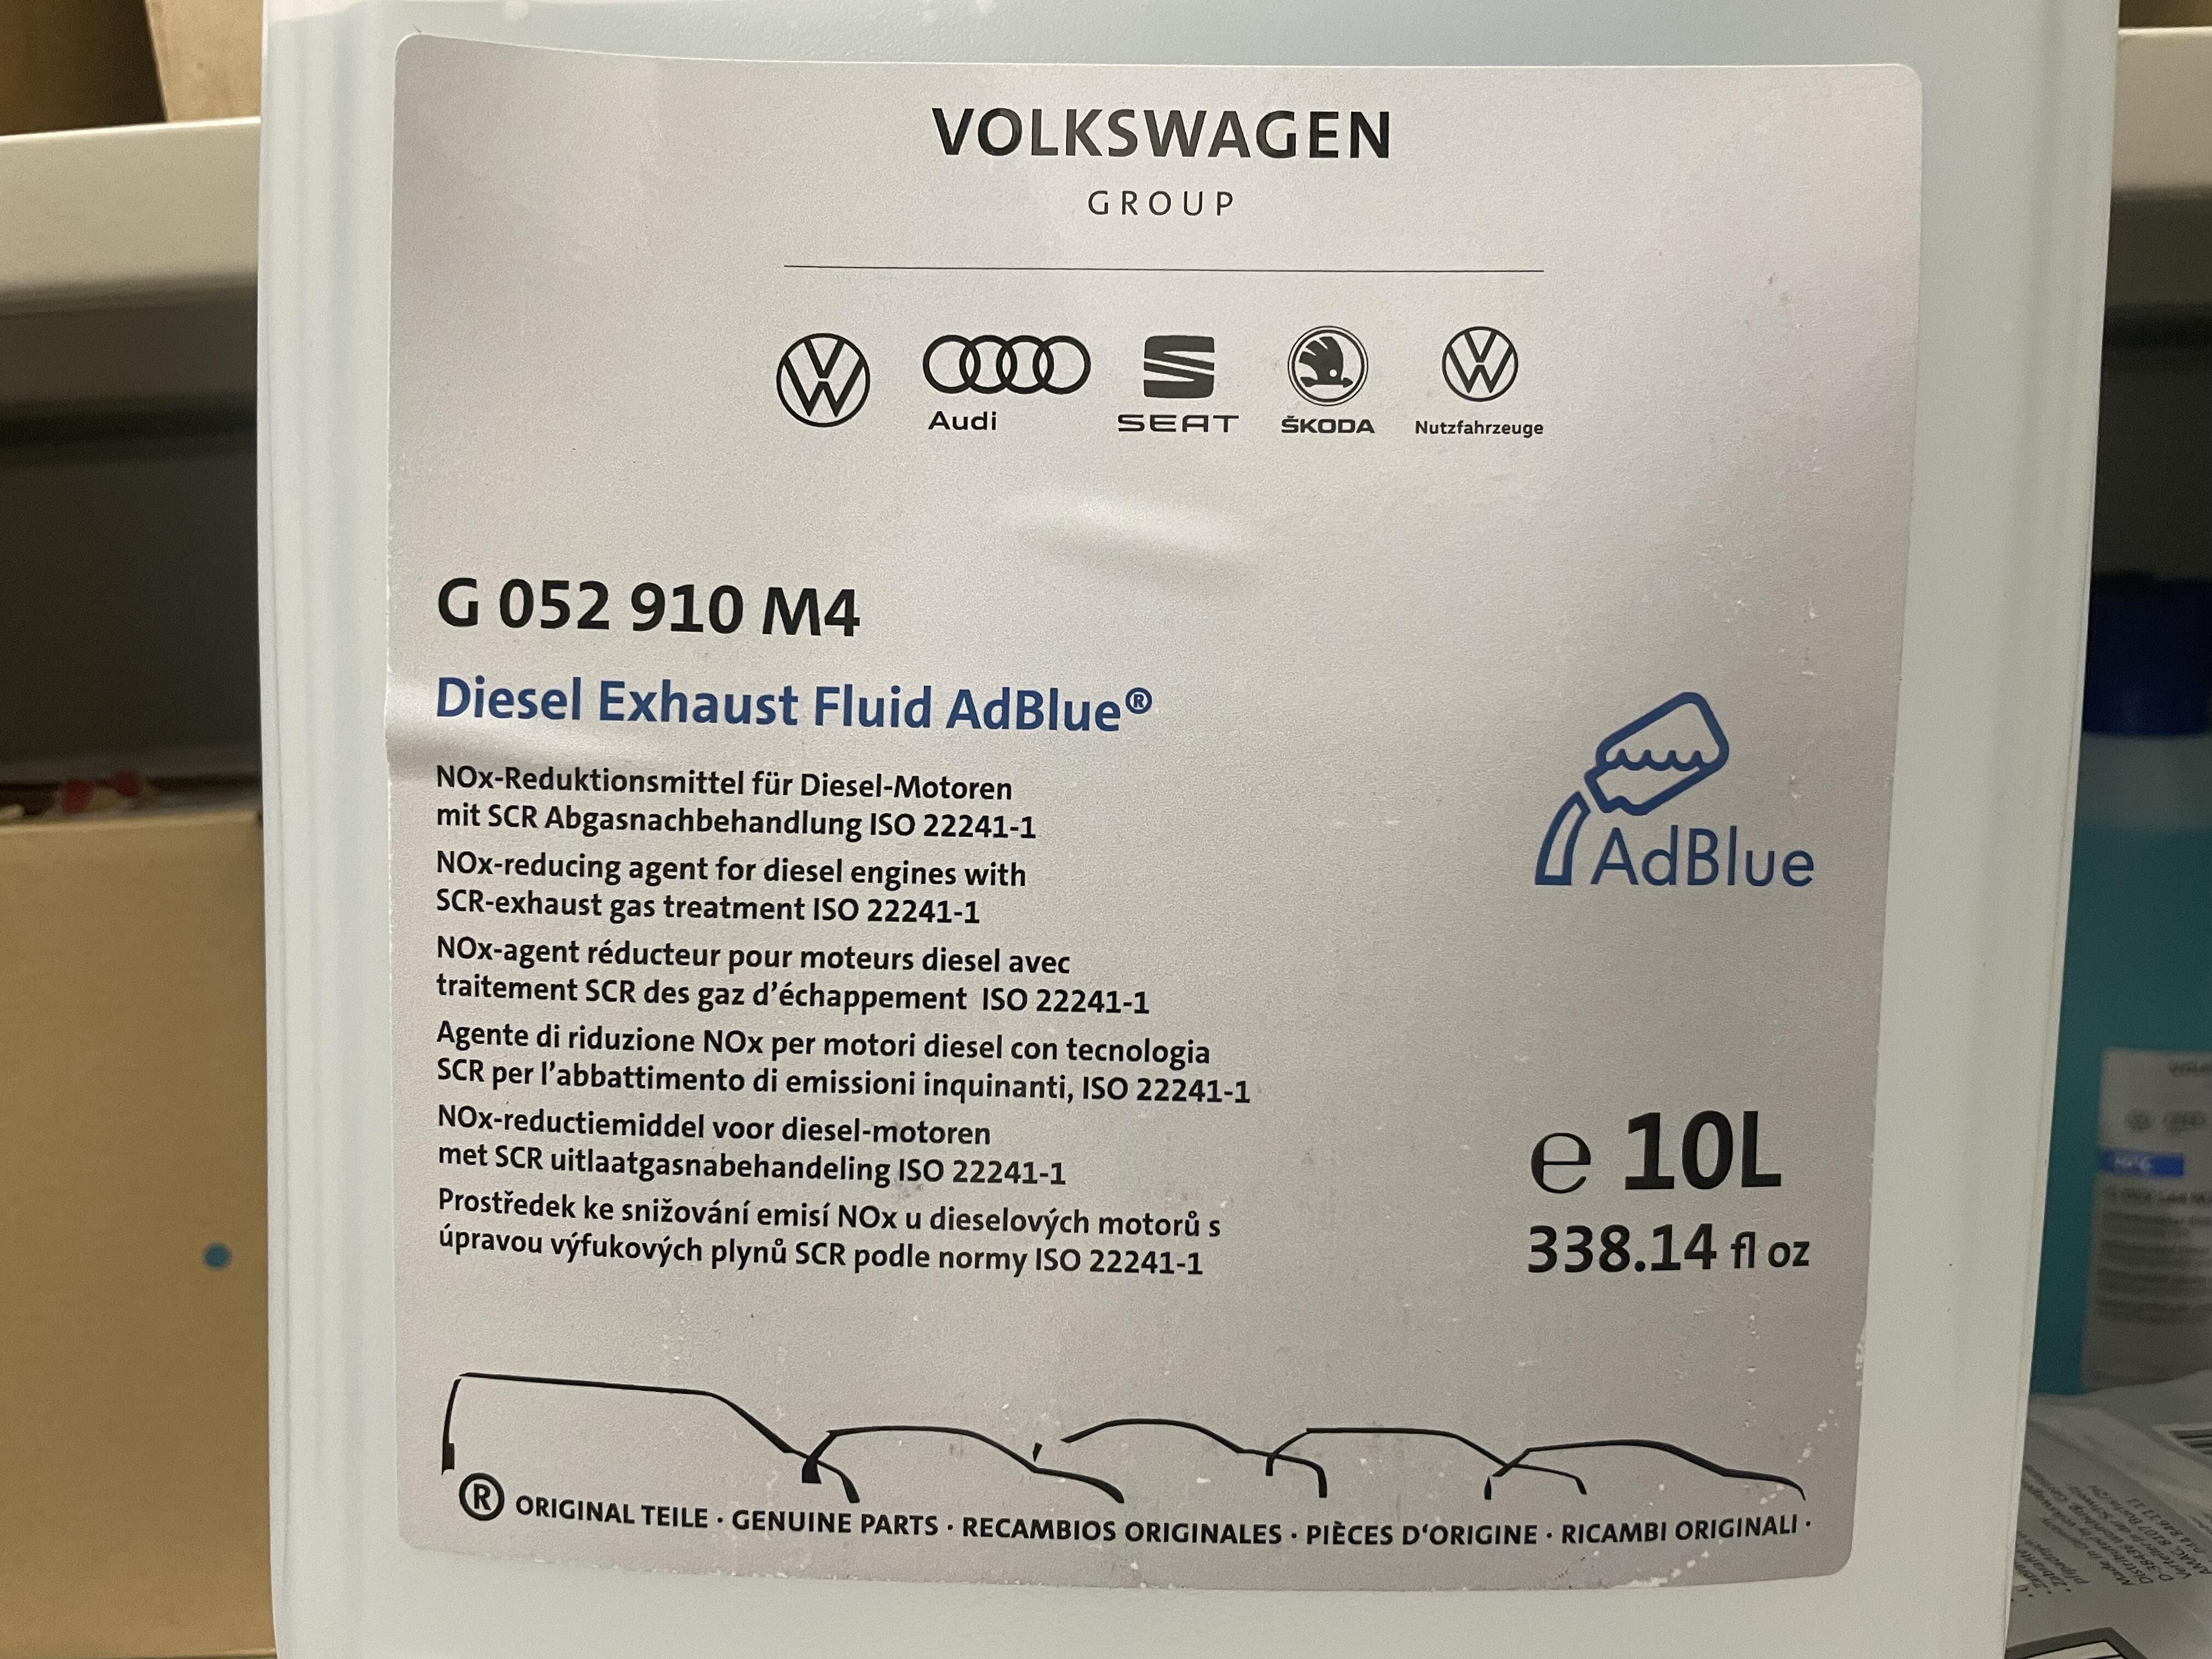 VOLKSWAGEN
GROUP
Audi
SEAT
ŠKODA
Nutzfahrzeuge
G 052 910 M4
Diesel Exhaust Fluid AdBlue®
NOx-Reduktionsmittel für Diesel-Motoren
mit SCR Abgasnachbehandlung ISO 22241-1
NOx-reducing agent for diesel engines with
SCR-exhaust gas treatment ISO 22241-1
NOx-agent réducteur pour moteurs diesel avec
traitement SCR des gaz d'échappement ISO 22241-1
Agente di riduzione NOx per motori diesel con tecnologia
SCR per l'abbattimento di emissioni inquinanti, ISO 22241-1
NOx-reductiemiddel voor diesel-motoren
met SCR uitlaatgasnabehandeling ISO 22241-1
Prostředek ke snižování emisí NOx u dieselových motorů s
úpravou výfukových plynů SCR podle normy ISO 22241-1
AdBlue
℮ 10L
338.14 fl oz
® ORIGINAL TEILE · GENUINE PARTS · RECAMBIOS ORIGINALES · PIÈCES D'ORIGINE · RICAMBI ORIGINALI ·